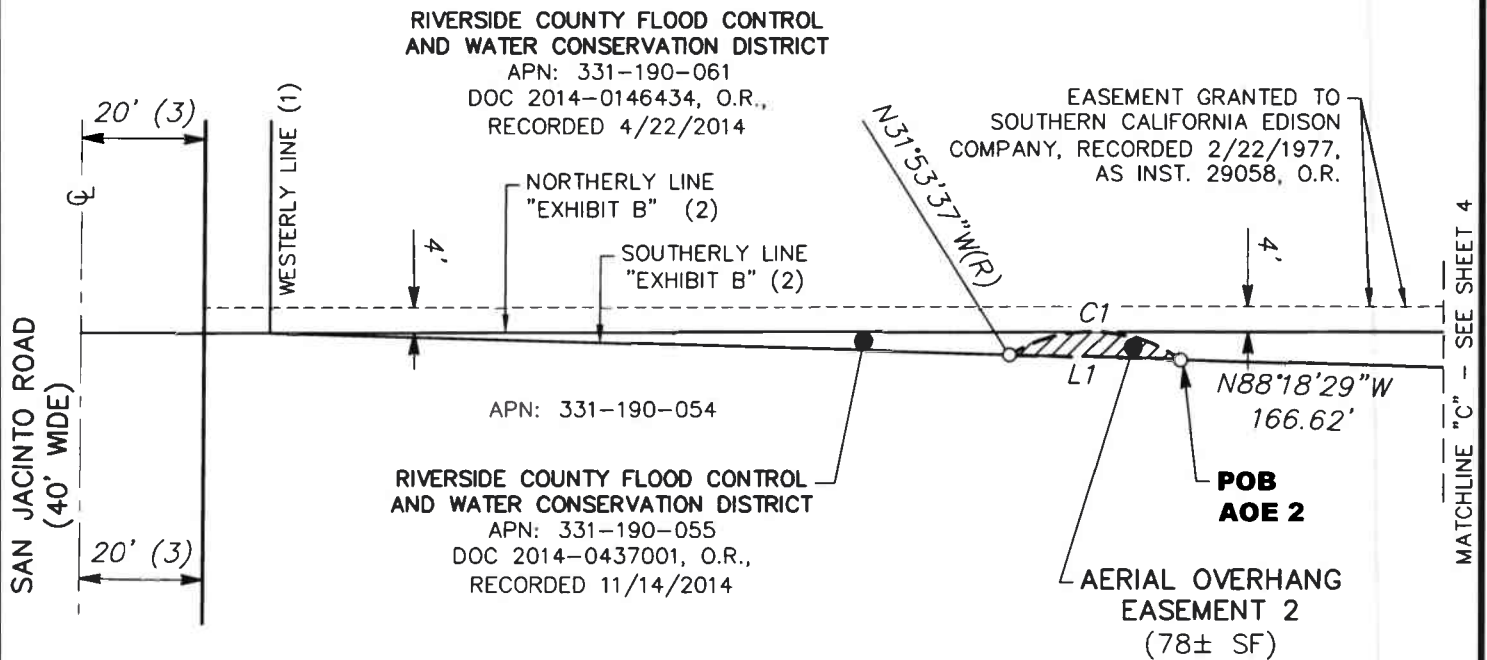 RIVERSIDE COUNTY FLOOD CONTROL
AND WATER CONSERVATION DISTRICT
APN: 331-190-061
DOC 2014-0146434, O.R.,
RECORDED 4/22/2014
20' (3)
WESTERLY LINE (1)
EASEMENT GRANTED TO
SOUTHERN CALIFORNIA EDISON
COMPANY, RECORDED 2/22/1977,
AS INST. 29058, O.R.
N31°53'37"W(R)
℄
NORTHERLY LINE
"EXHIBIT B" (2)
4'
SOUTHERLY LINE
"EXHIBIT B" (2)
4'
C1
L1
N88°18'29"W
166.62'
MATCHLINE "C" - SEE SHEET 4
SAN JACINTO ROAD
(40' WIDE)
APN: 331-190-054
RIVERSIDE COUNTY FLOOD CONTROL
AND WATER CONSERVATION DISTRICT
APN: 331-190-055
DOC 2014-0437001, O.R.,
RECORDED 11/14/2014
POB
AOE 2
20' (3)
AERIAL OVERHANG
EASEMENT 2
(78± SF)